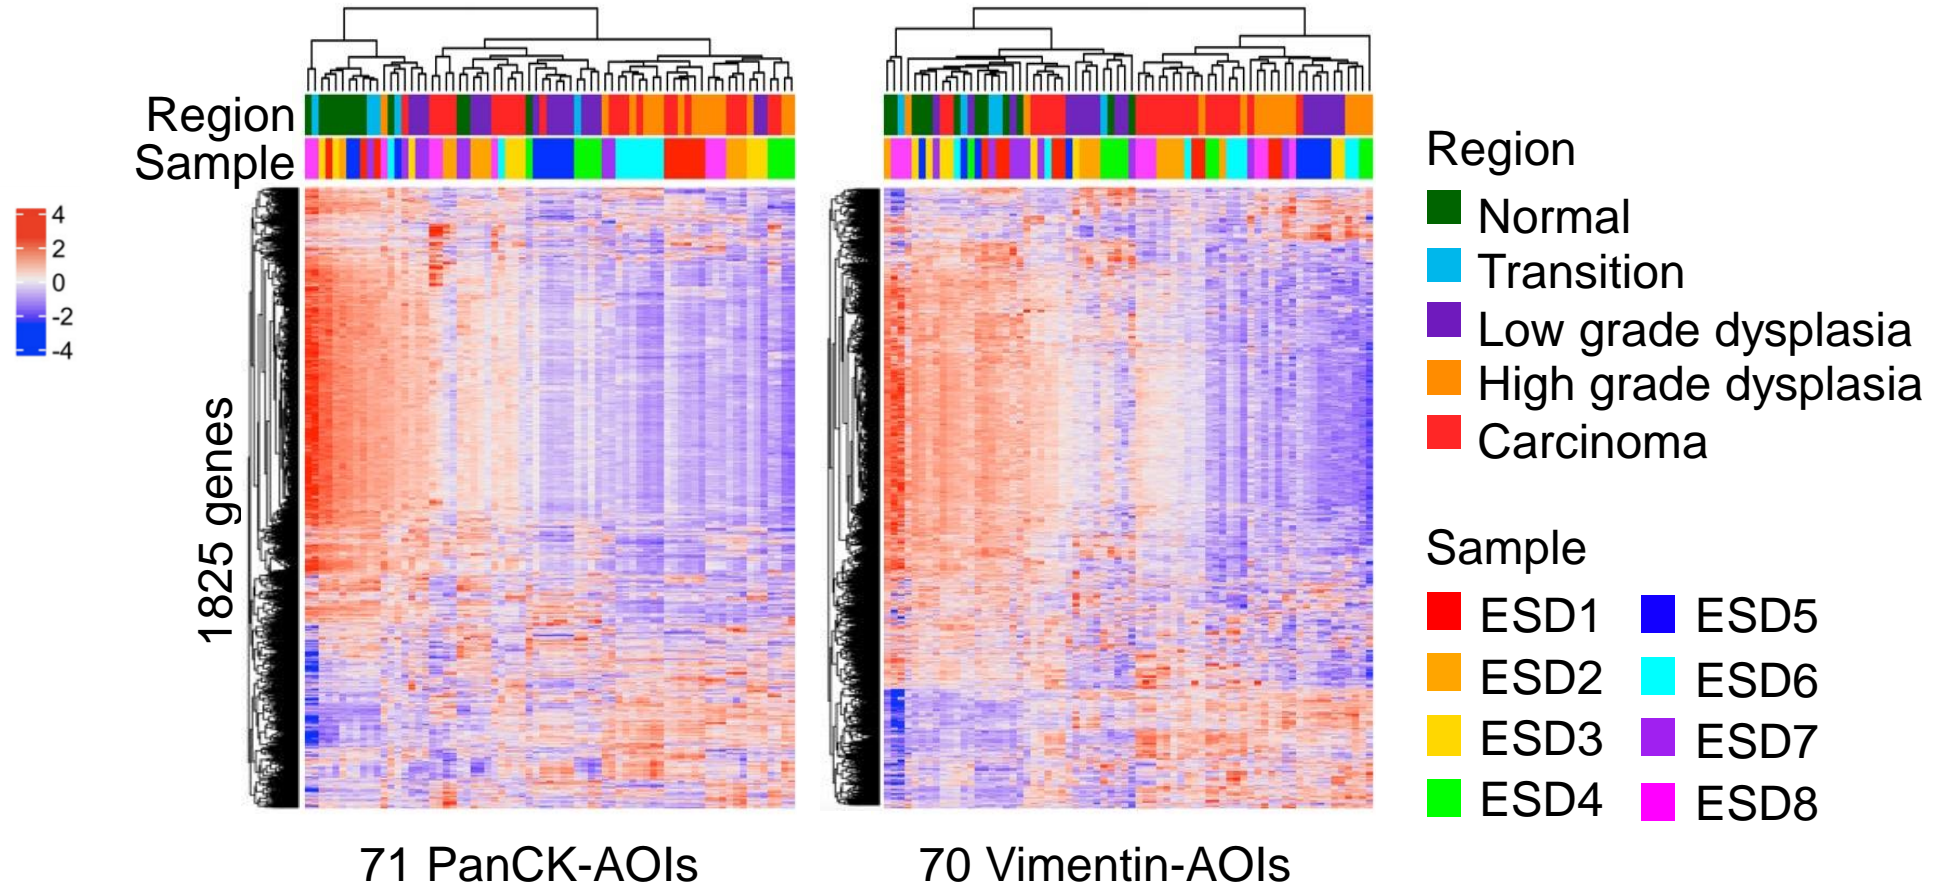 Region
Sample
4
2
0
-2
-4
1825 genes
71 PanCK-AOIs
70 Vimentin-AOIs
Region
Normal
Transition
Low grade dysplasia
High grade dysplasia
Carcinoma
Sample
ESD1
ESD5
ESD2
ESD6
ESD3
ESD7
ESD4
ESD8